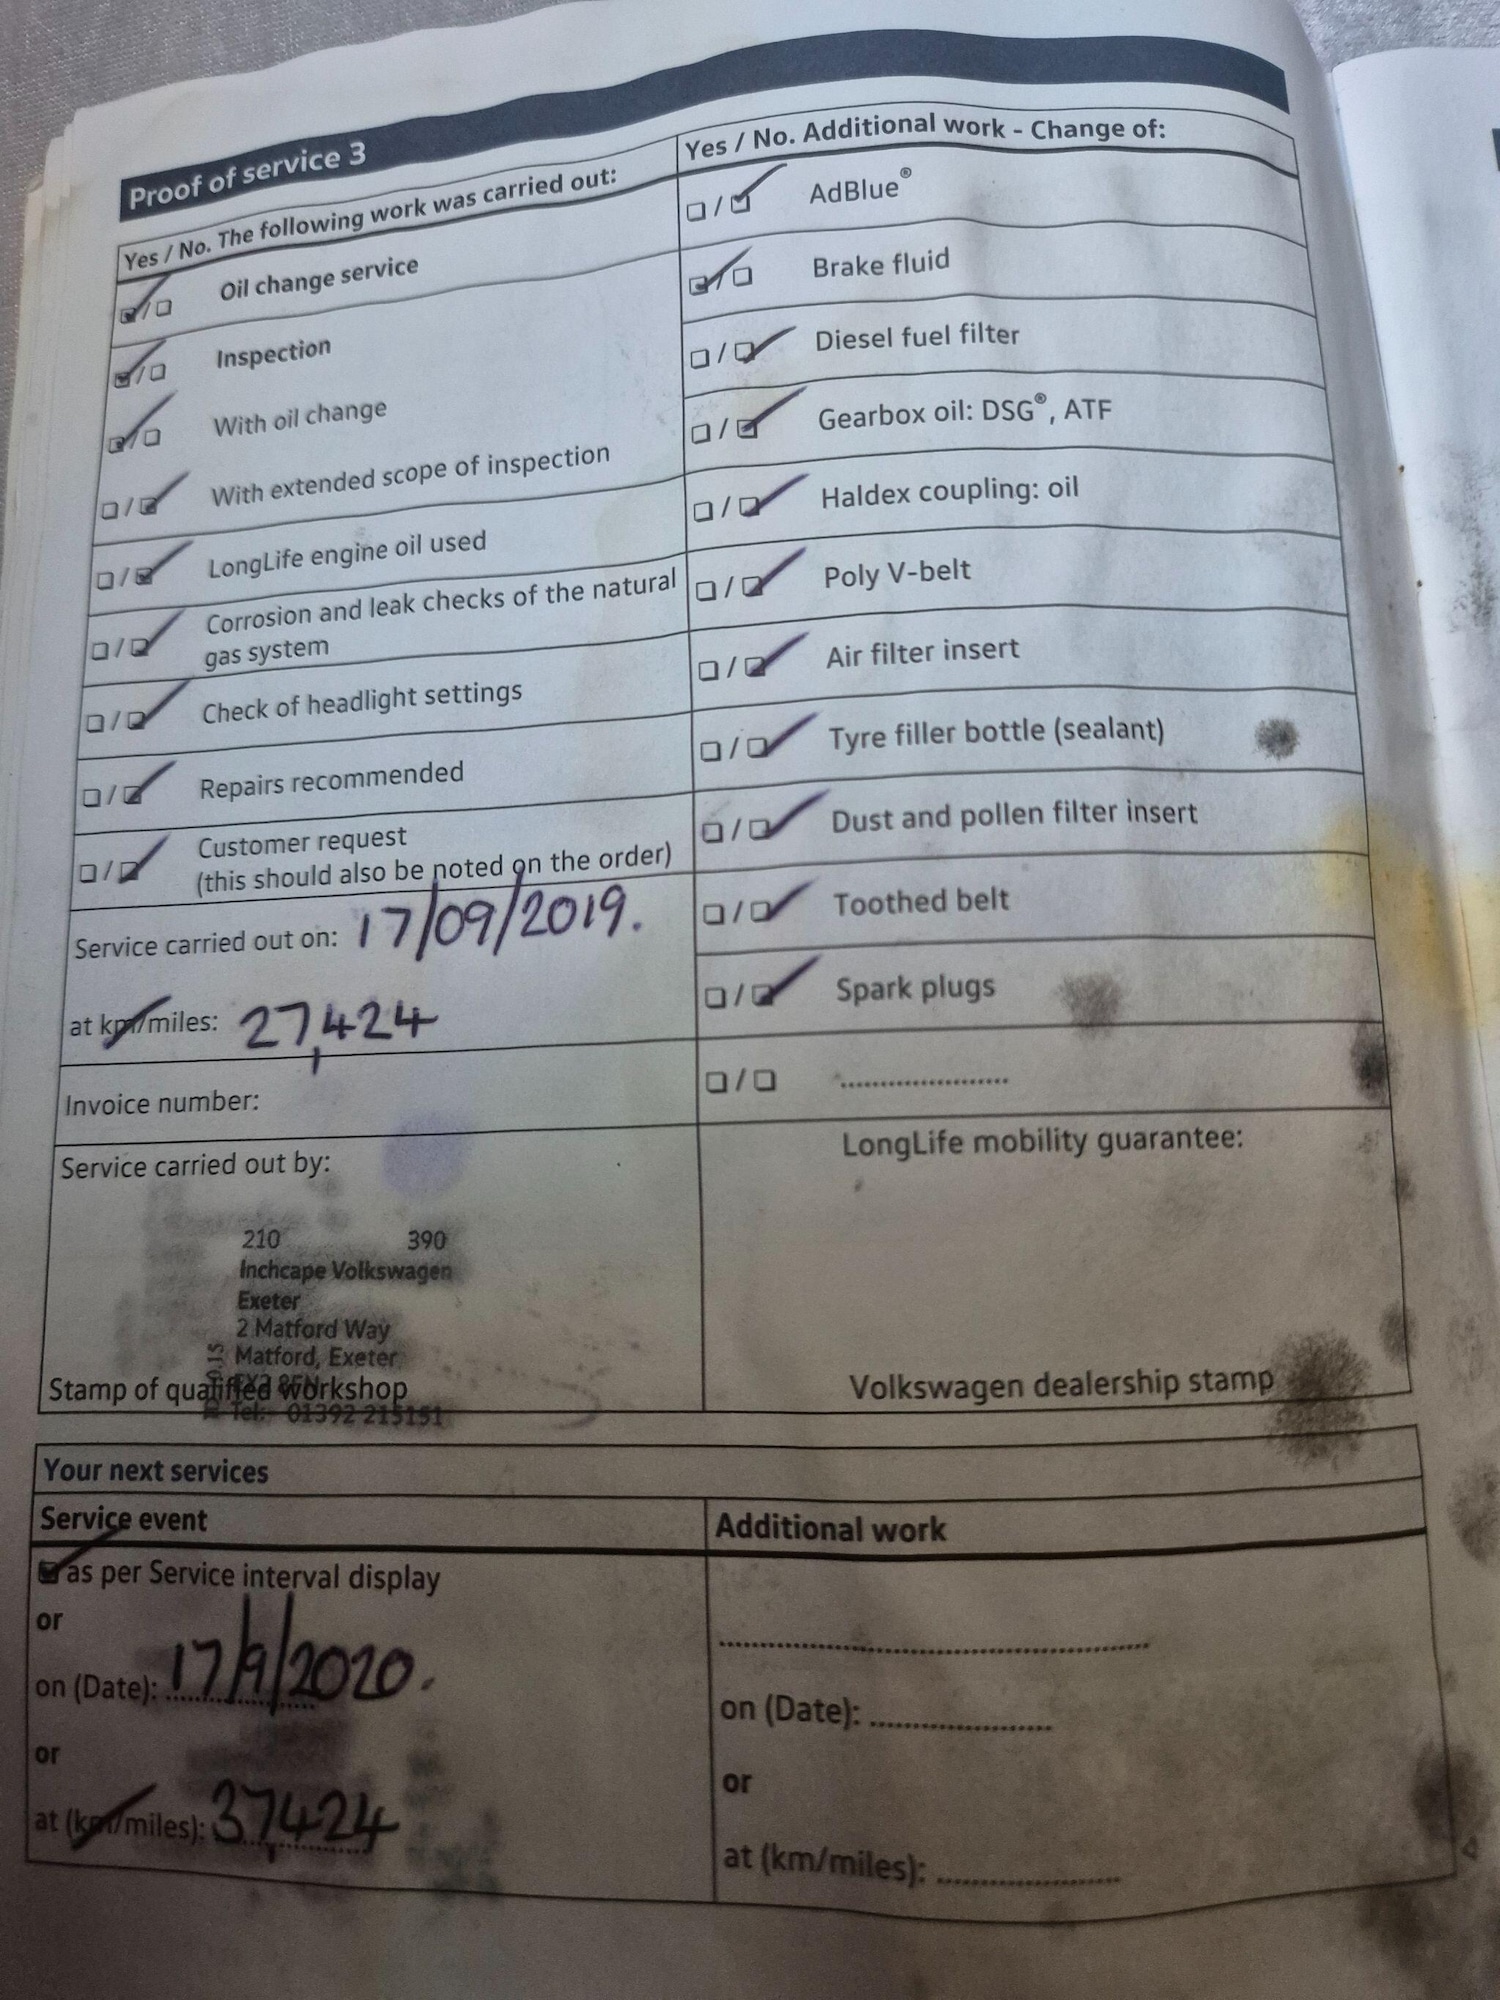 Proof of service 3
Yes / No. The following work was carried out:
☑/☐ Oil change service
☑/☐ Inspection
☑/☐ With oil change
☐/☑ With extended scope of inspection
☐/☑ LongLife engine oil used
☐/☑ Corrosion and leak checks of the natural
gas system
☐/☑ Check of headlight settings
☐/☑ Repairs recommended
☐/☑ Customer request
(this should also be noted on the order)
Service carried out on: 17/09/2019.
at km/miles: 27,424
Invoice number:
Service carried out by:
210 390
Inchcape Volkswagen
Exeter
2 Matford Way
Matford, Exeter
Stamp of qualified workshop
Tel: 01392 215151
Yes / No. Additional work - Change of:
☐/☑ AdBlue®
☑/☐ Brake fluid
☐/☑ Diesel fuel filter
☐/☑ Gearbox oil: DSG®, ATF
☐/☑ Haldex coupling: oil
☐/☑ Poly V-belt
☐/☑ Air filter insert
☐/☑ Tyre filler bottle (sealant)
☐/☑ Dust and pollen filter insert
☐/☑ Toothed belt
☐/☑ Spark plugs
☐/☐ ......................
LongLife mobility guarantee:
Volkswagen dealership stamp
Your next services
Service event
☑ as per Service interval display
or
on (Date): 17/9/2020.
or
at (km/miles): 37,424
Additional work
..........................................
on (Date): ....................
or
at (km/miles): ....................